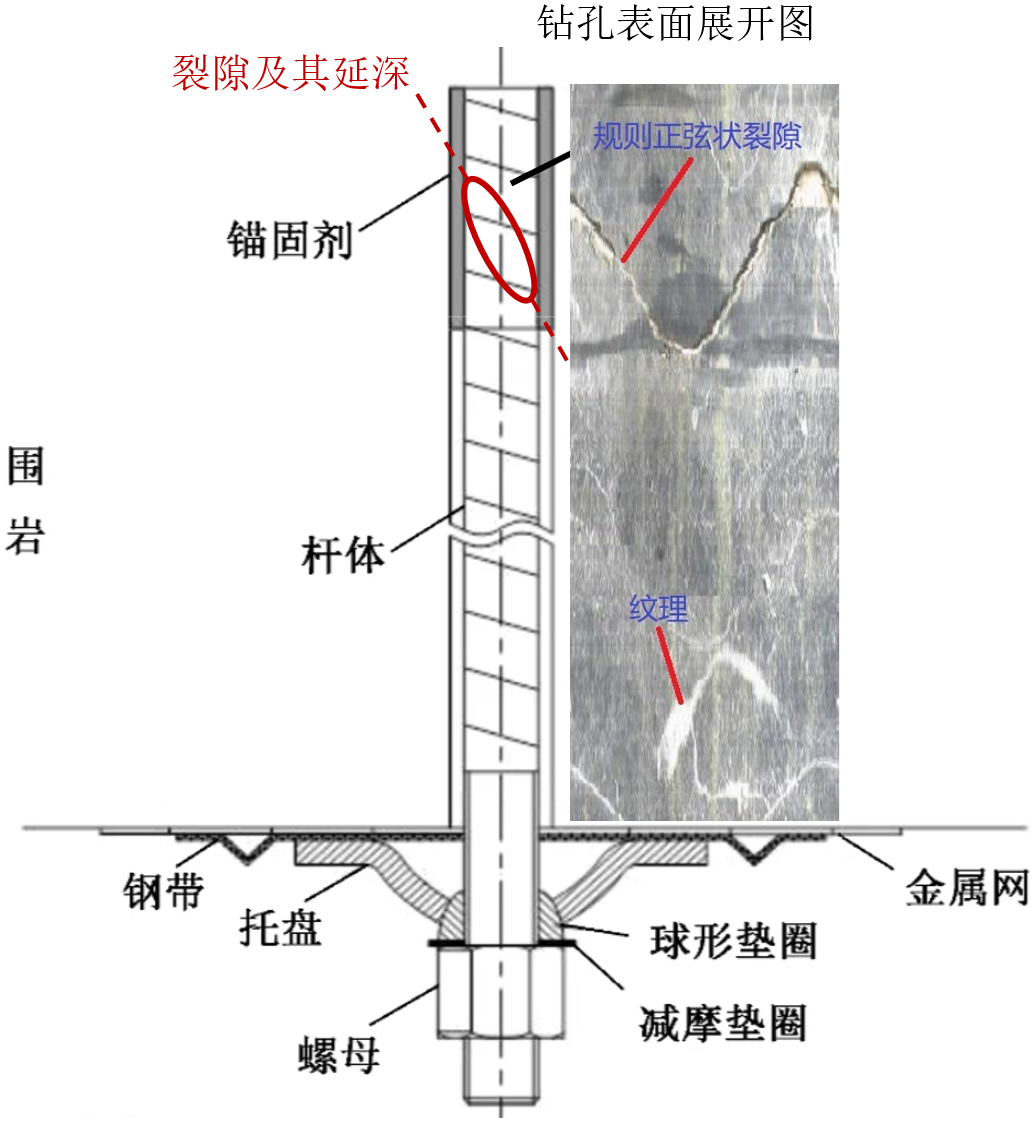 钻孔表面展开图
裂隙及其延深
规则正弦状裂隙
锚固剂
围
岩
杆体
纹理
钢带
金属网
托盘
球形垫圈
减摩垫圈
螺母